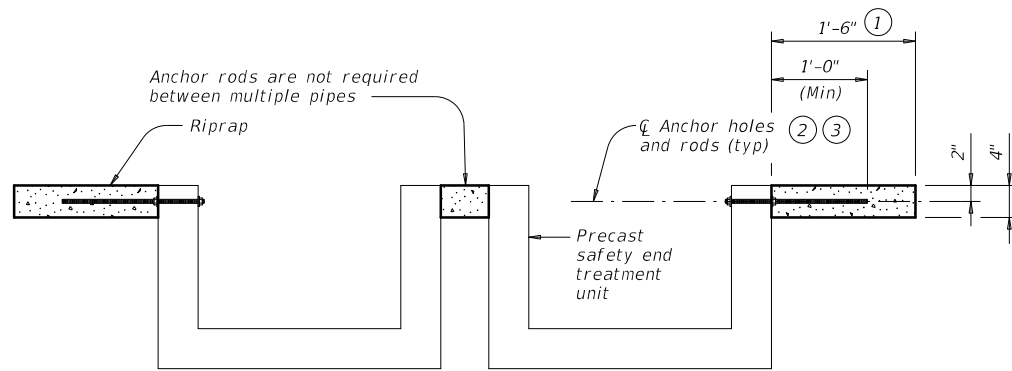 1'-6" ①
1'-0"
(Min)
Anchor rods are not required
between multiple pipes
Riprap
℄ Anchor holes ② ③
and rods (typ)
2"
4"
Precast
safety end
treatment
unit